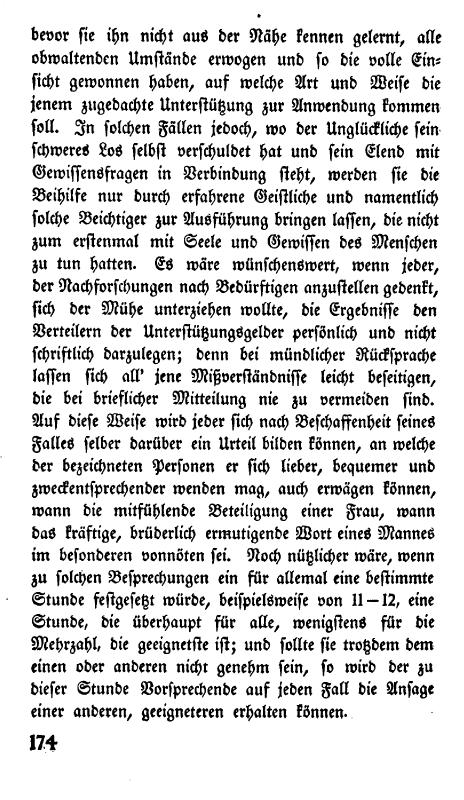 bevor sie ihn nicht aus der Nähe kennen gelernt, alle
obwaltenden Umstände erwogen und so die volle Ein-
sicht gewonnen haben, auf welche Art und Weise die
jenem zugedachte Unterstützung zur Anwendung kommen
soll. In solchen Fällen jedoch, wo der Unglückliche sein
schweres Los selbst verschuldet hat und sein Elend mit
Gewissensfragen in Verbindung steht, werden sie die
Beihilfe nur durch erfahrene Geistliche und namentlich
solche Beichtiger zur Ausführung bringen lassen, die nicht
zum erstenmal mit Seele und Gewissen des Menschen
zu tun hatten. Es wäre wünschenswert, wenn jeder,
der Nachforschungen nach Bedürftigen anzustellen gedenkt,
sich der Mühe unterziehen wollte, die Ergebnisse den
Verteilern der Unterstützungsgelder persönlich und nicht
schriftlich darzulegen; denn bei mündlicher Rücksprache
lassen sich all' jene Mißverständnisse leicht beseitigen,
die bei brieflicher Mitteilung nie zu vermeiden sind.
Auf diese Weise wird jeder sich nach Beschaffenheit seines
Falles selber darüber ein Urteil bilden können, an welche
der bezeichneten Personen er sich lieber, bequemer und
zweckentsprechender wenden mag, auch erwägen können,
wann die mitfühlende Beteiligung einer Frau, wann
das kräftige, brüderlich ermutigende Wort eines Mannes
im besonderen vonnöten sei. Noch nützlicher wäre, wenn
zu solchen Besprechungen ein für allemal eine bestimmte
Stunde festgesetzt würde, beispielsweise von 11–12, eine
Stunde, die überhaupt für alle, wenigstens für die
Mehrzahl, die geeignetste ist; und sollte sie trotzdem dem
einen oder anderen nicht genehm sein, so wird der zu
dieser Stunde Vorsprechende auf jeden Fall die Ansage
einer anderen, geeigneteren erhalten können.
174